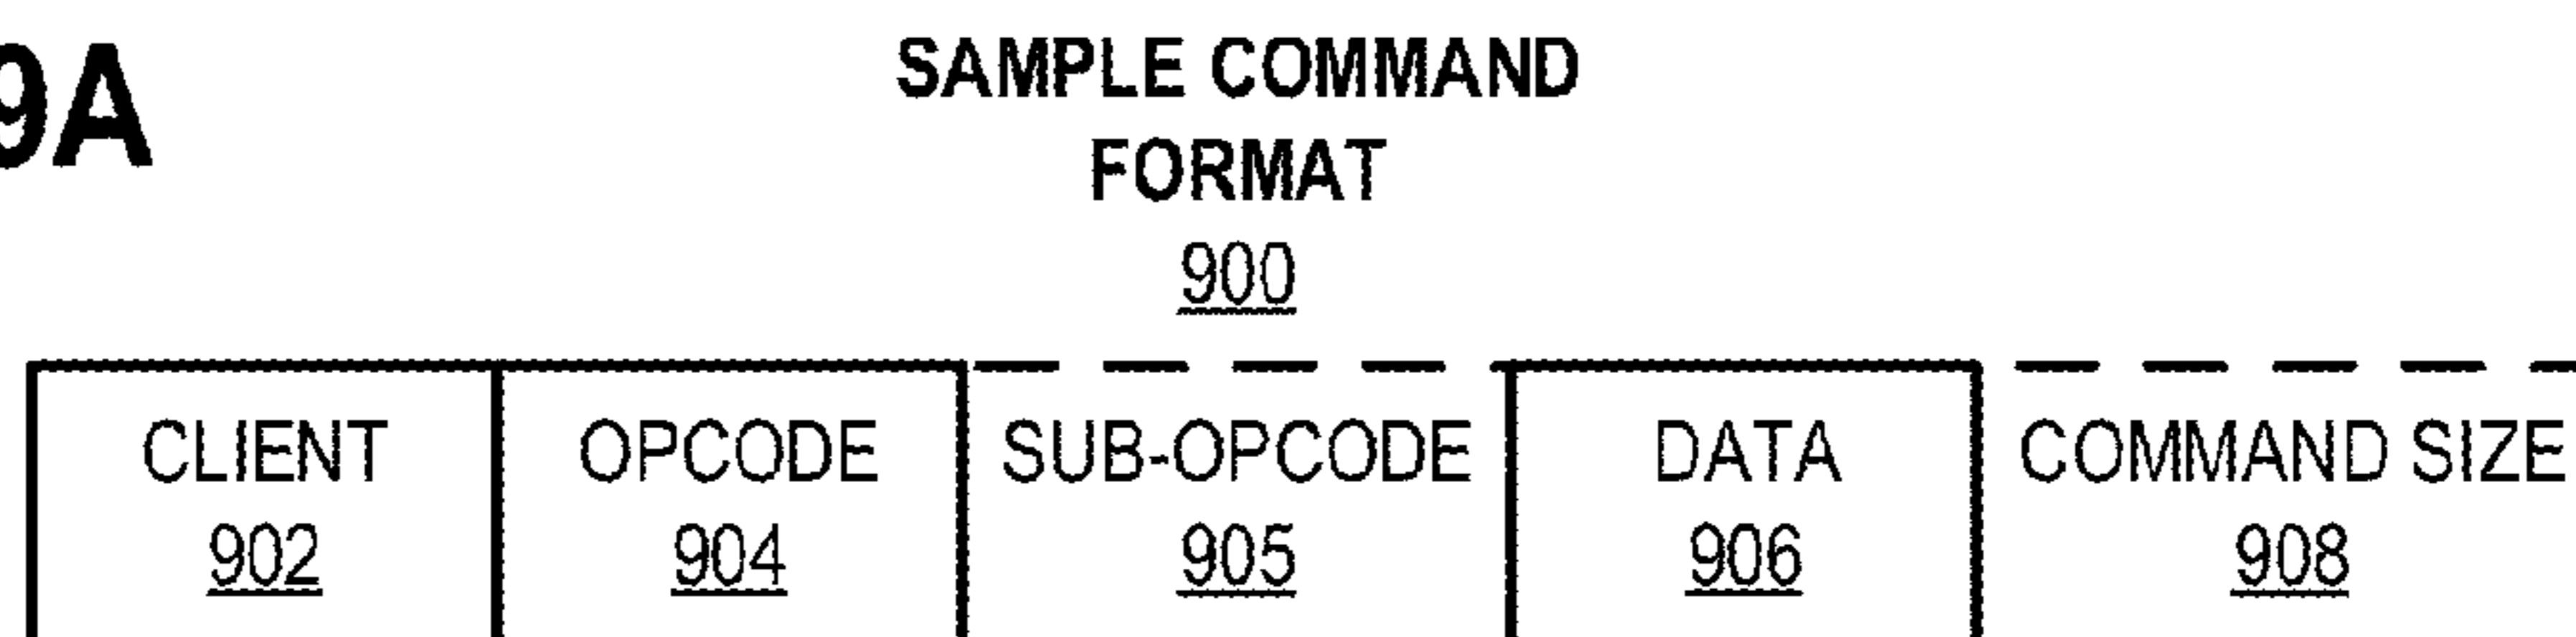 9A
SAMPLE COMMAND
FORMAT
900
CLIENT OPCODE SUB-OPCODE DATA COMMAND SIZE
902 904 905 906 908